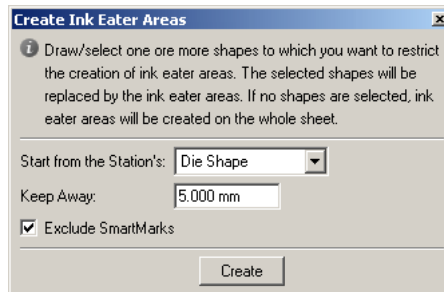 Create Ink Eater Areas
Draw/select one ore more shapes to which you want to restrict
the creation of ink eater areas. The selected shapes will be
replaced by the ink eater areas. If no shapes are selected, ink
eater areas will be created on the whole sheet.
Start from the Station's: Die Shape
Keep Away: 5.000 mm
Exclude SmartMarks
Create